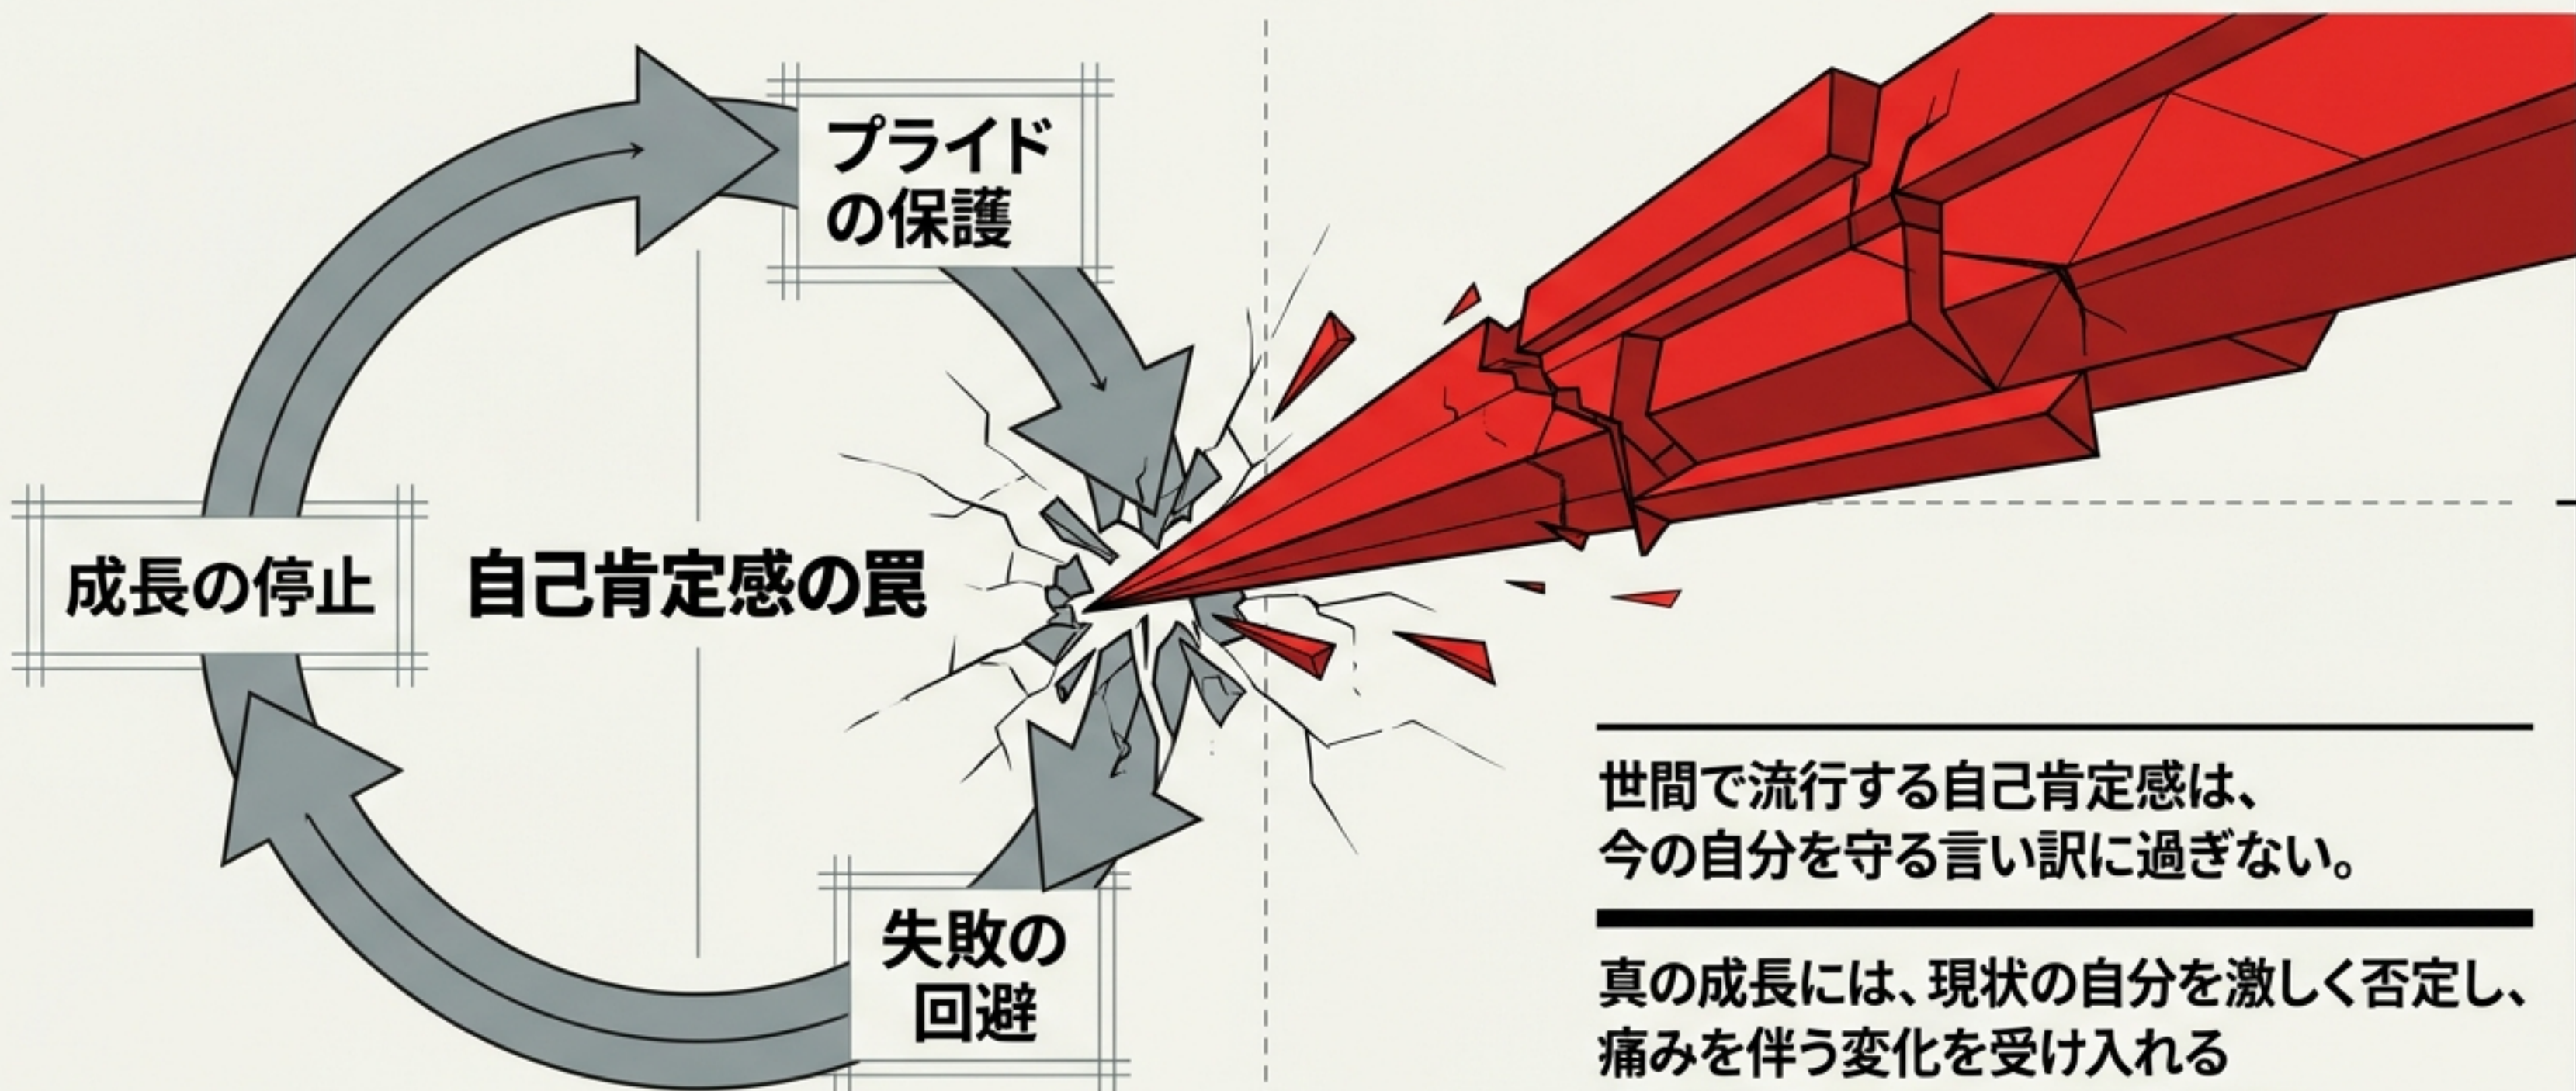 プライド
の保護
成長の停止
自己肯定感の罠
失敗の
回避
世間で流行する自己肯定感は、
今の自分を守る言い訳に過ぎない。
真の成長には、現状の自分を激しく否定し、
痛みを伴う変化を受け入れる